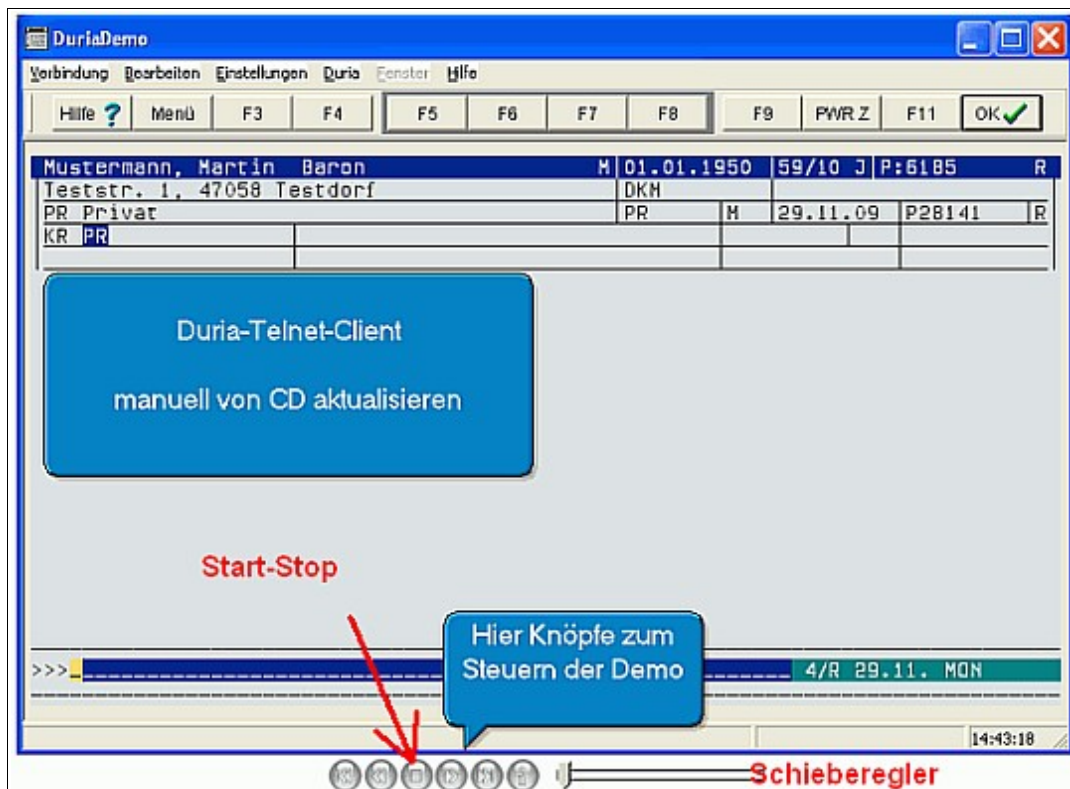 DuriaDemo
Verbindung Bearbeiten Einstellungen Duria Fenster Hilfe
Hilfe ? Menü F3 F4 F5 F6 F7 F8 F9 PWR Z F11 OK
Mustermann, Martin Baron M 01.01.1950 59/10 J P:6185 R
Teststr. 1, 47058 Testdorf DKM
PR Privat PR M 29.11.09 P28141 R
KR PR
Duria-Telnet-Client
manuell von CD aktualisieren
Start-Stop
Hier Knöpfe zum
Steuern der Demo
>>>_ 4/R 29.11. MON
14:43:18
Schieberegler